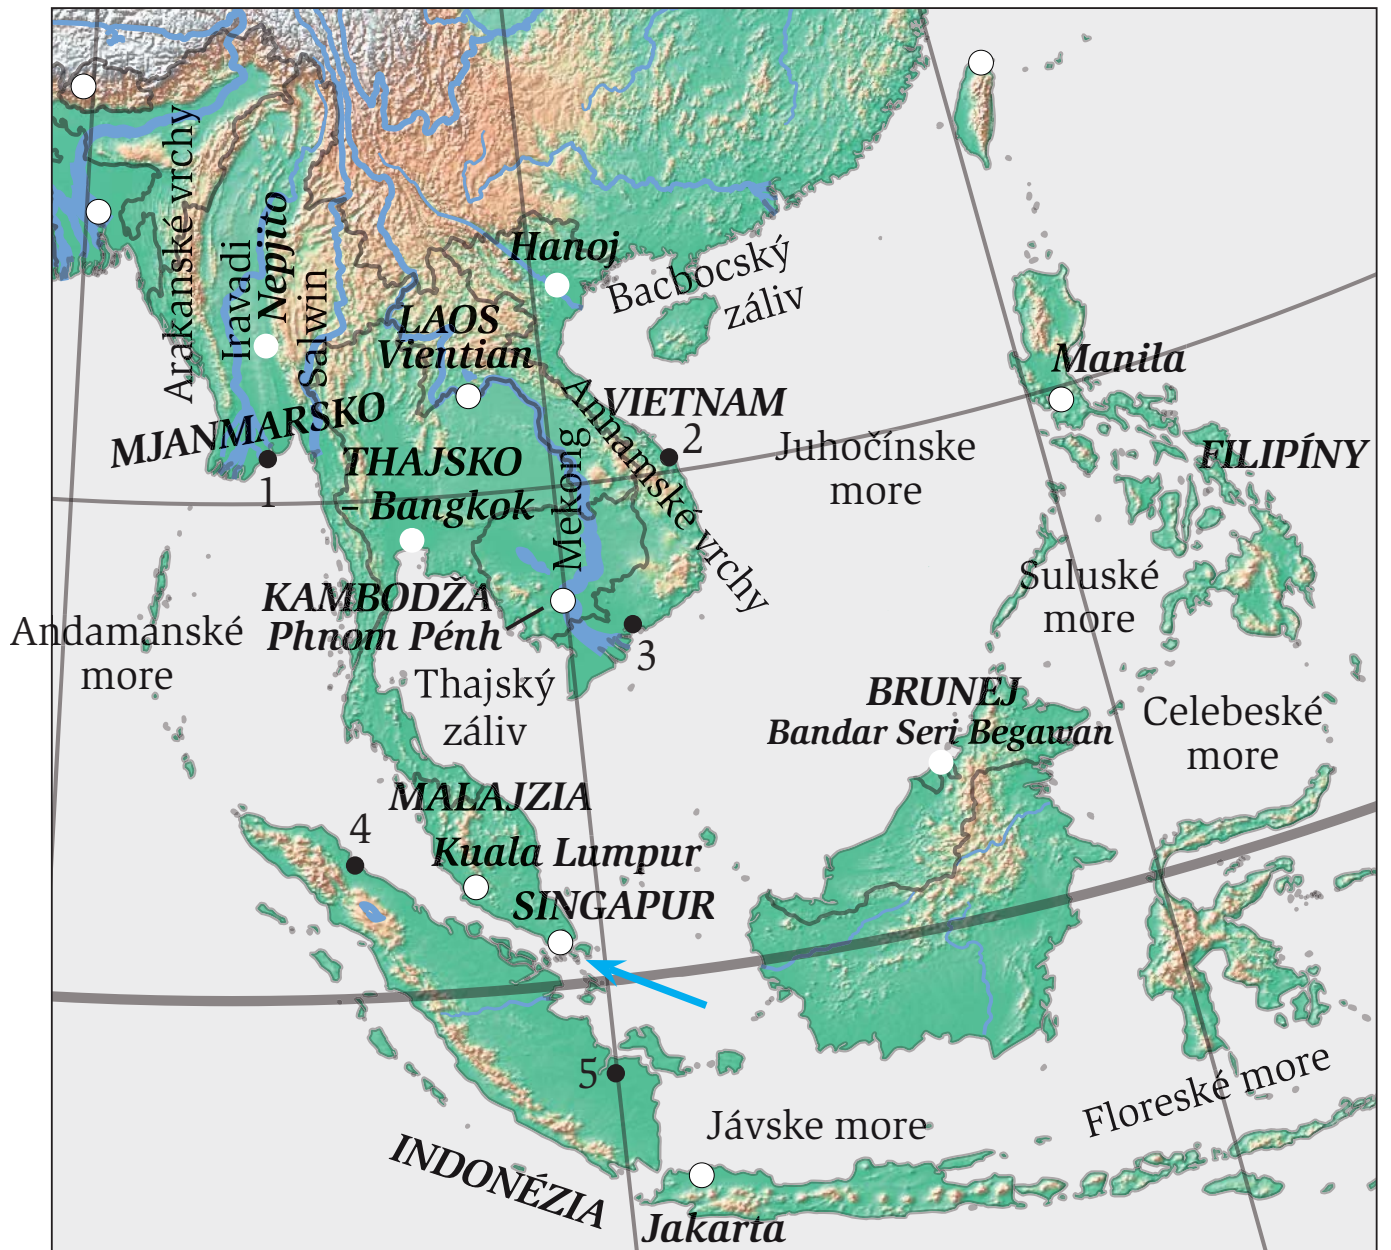 Arakanské vrchy
Iravadi
Nepjito
Salwin
Hanoj
Bacbocský
záliv
LAOS
Vientian
Manila
MJANMARSKO
1
THAJSKO
– Bangkok
Mekong
Annamské vrchy
VIETNAM
2
Juhočínske
more
FILIPÍNY
KAMBODŽA
Phnom Pénh
3
Andamanské
more
Thajský
záliv
Suluské
more
BRUNEJ
Bandar Seri Begawan
Celebeské
more
MALAJZIA
4
Kuala Lumpur
SINGAPUR
5
Jávske more
Floreské more
INDONÉZIA
Jakarta